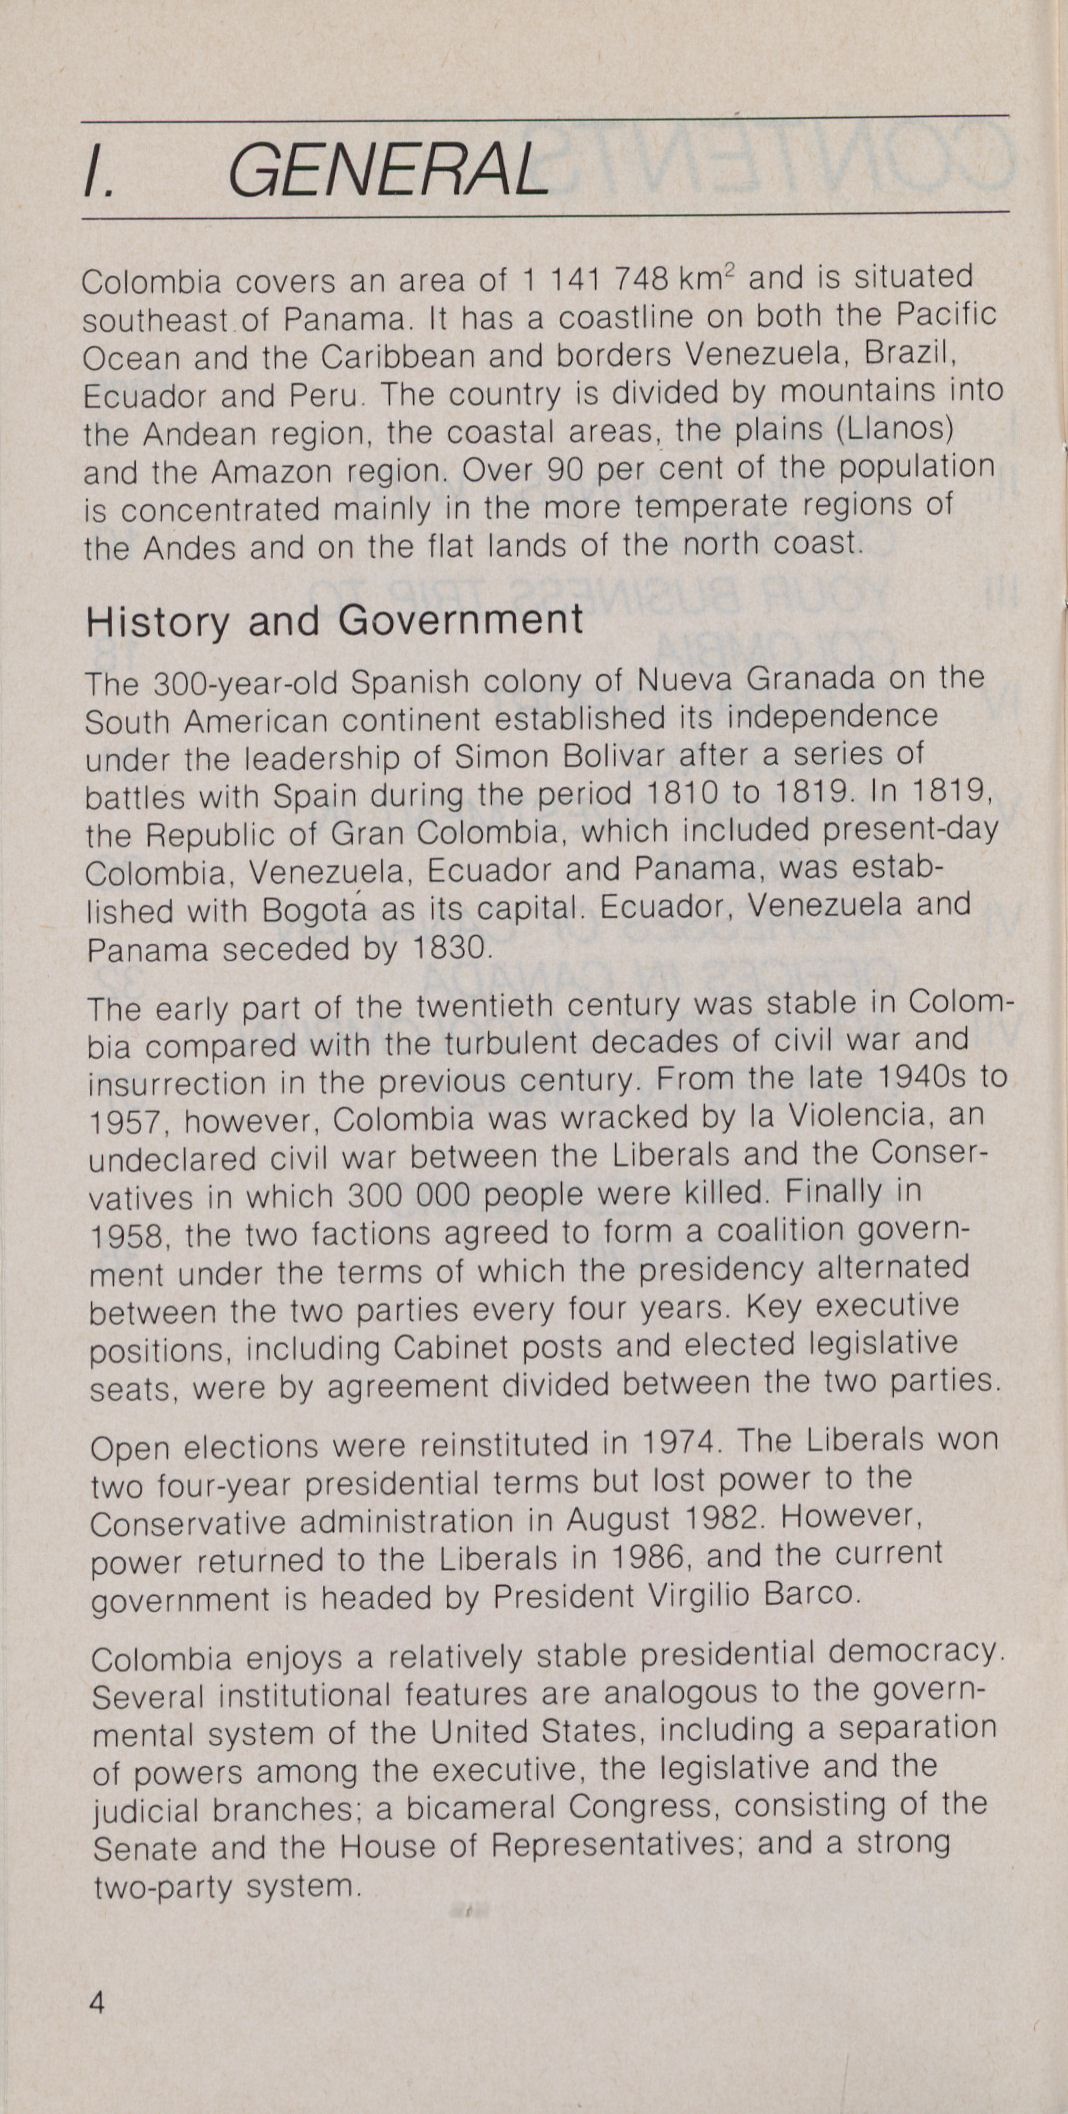 I. GENERAL
Colombia covers an area of 1 141 748 km² and is situated
southeast of Panama. It has a coastline on both the Pacific
Ocean and the Caribbean and borders Venezuela, Brazil,
Ecuador and Peru. The country is divided by mountains into
the Andean region, the coastal areas, the plains (Llanos)
and the Amazon region. Over 90 per cent of the population
is concentrated mainly in the more temperate regions of
the Andes and on the flat lands of the north coast.
History and Government
The 300-year-old Spanish colony of Nueva Granada on the
South American continent established its independence
under the leadership of Simon Bolivar after a series of
battles with Spain during the period 1810 to 1819. In 1819,
the Republic of Gran Colombia, which included present-day
Colombia, Venezuela, Ecuador and Panama, was estab-
lished with Bogotá as its capital. Ecuador, Venezuela and
Panama seceded by 1830.
The early part of the twentieth century was stable in Colom-
bia compared with the turbulent decades of civil war and
insurrection in the previous century. From the late 1940s to
1957, however, Colombia was wracked by la Violencia, an
undeclared civil war between the Liberals and the Conser-
vatives in which 300 000 people were killed. Finally in
1958, the two factions agreed to form a coalition govern-
ment under the terms of which the presidency alternated
between the two parties every four years. Key executive
positions, including Cabinet posts and elected legislative
seats, were by agreement divided between the two parties.
Open elections were reinstituted in 1974. The Liberals won
two four-year presidential terms but lost power to the
Conservative administration in August 1982. However,
power returned to the Liberals in 1986, and the current
government is headed by President Virgilio Barco.
Colombia enjoys a relatively stable presidential democracy.
Several institutional features are analogous to the govern-
mental system of the United States, including a separation
of powers among the executive, the legislative and the
judicial branches; a bicameral Congress, consisting of the
Senate and the House of Representatives; and a strong
two-party system.
4